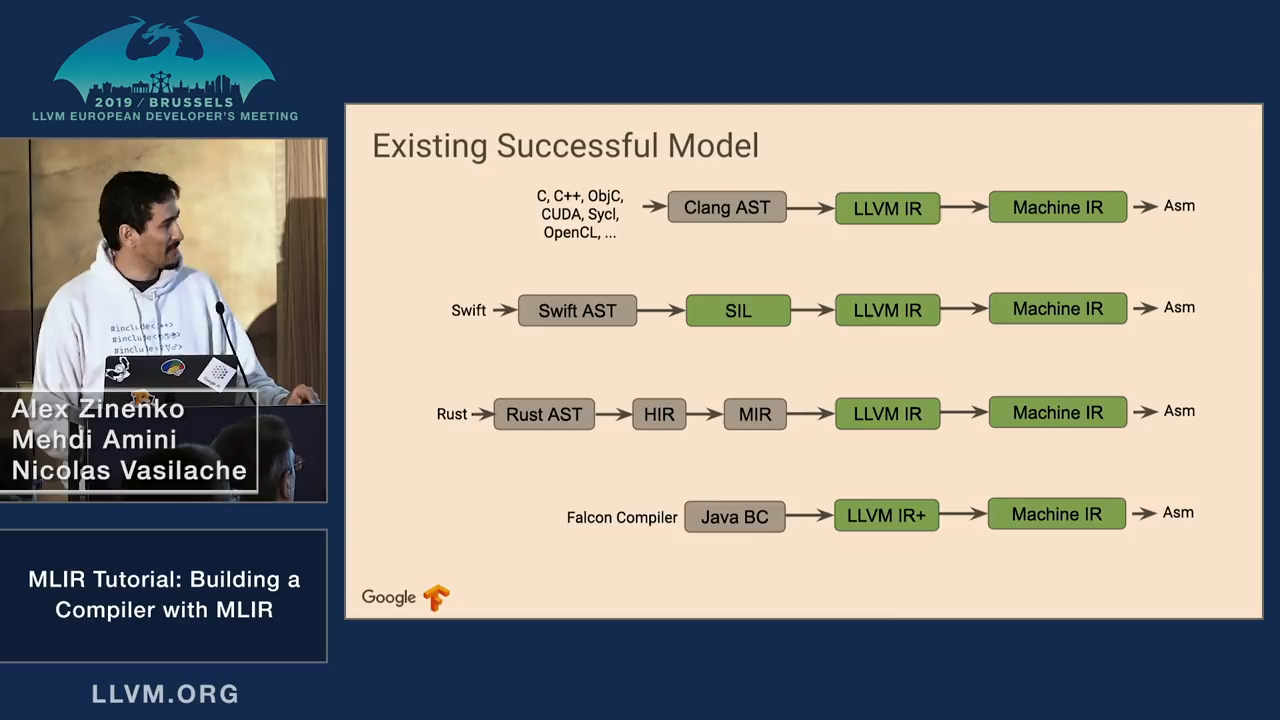 2019 / BRUSSELS
LLVM EUROPEAN DEVELOPER'S MEETING
Existing Successful Model
C, C++, ObjC,
CUDA, Sycl,
OpenCL, ...
Clang AST
LLVM IR
Machine IR
Asm
Swift
Swift AST
SIL
LLVM IR
Machine IR
Asm
Rust
Rust AST
HIR
MIR
LLVM IR
Machine IR
Asm
Falcon Compiler
Java BC
LLVM IR+
Machine IR
Asm
Google
#include<
#include<
#include<
Alex Zinenko
Mehdi Amini
Nicolas Vasilache
MLIR Tutorial: Building a
Compiler with MLIR
LLVM.ORG